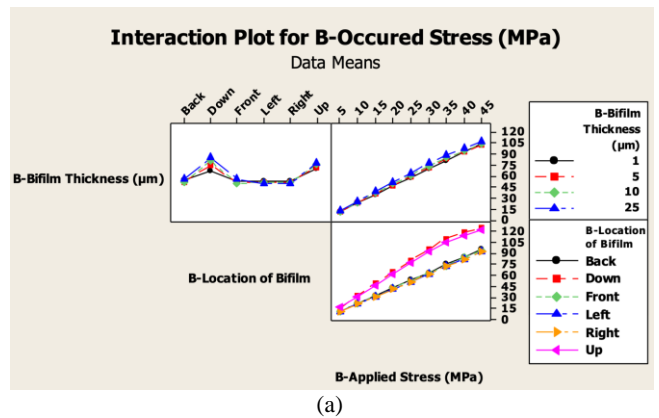 Interaction Plot for B-Occured Stress (MPa)
Data Means
Back Down Front Left Right Up
5 10 15 20 25 30 35 40 45
B-Bifilm Thickness (µm)
120
105
90
75
60
45
30
15
0
B-Location of Bifilm
120
105
90
75
60
45
30
15
0
B-Applied Stress (MPa)
B-Bifilm
Thickness
(µm)
1
5
10
25
B-Location
of Bifilm
Back
Down
Front
Left
Right
Up
(a)